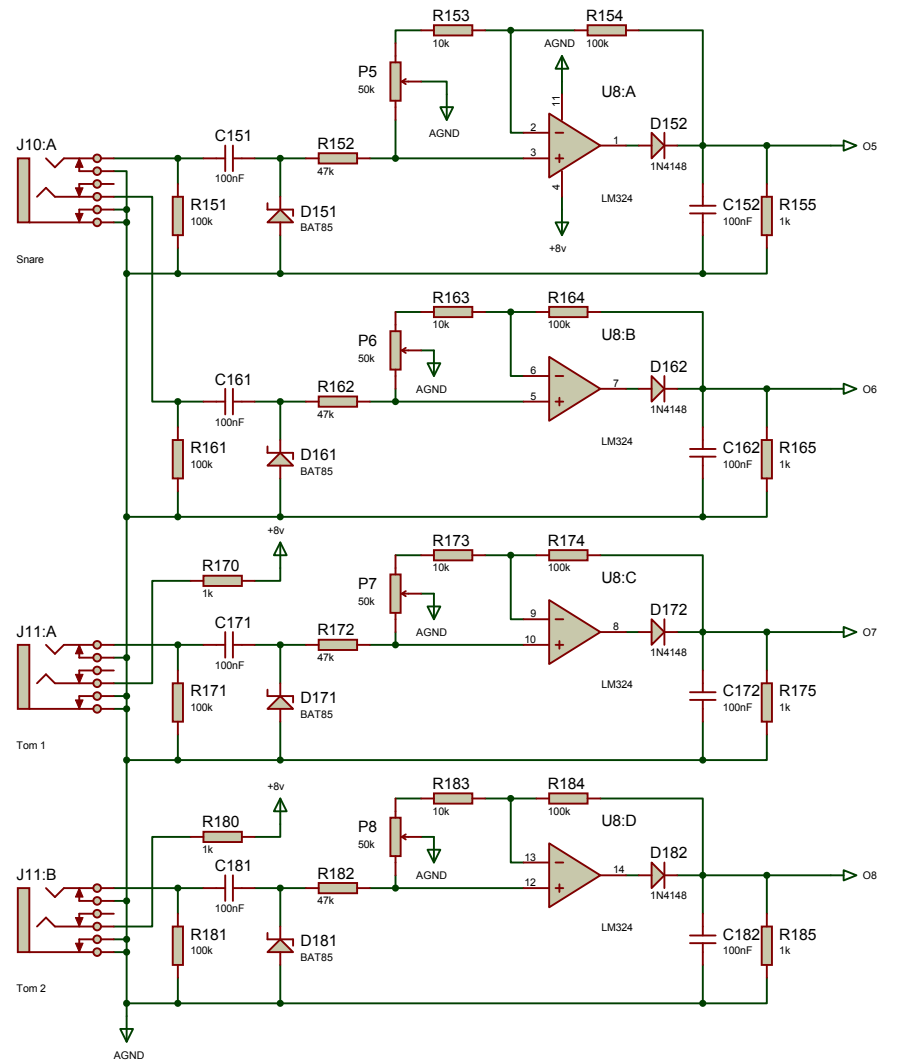 R153
10k
R154
100k
AGND
P5
50k
AGND
U8:A
11
2
3
1
4
LM324
+8v
D152
1N4148
O5
J10:A
Snare
C151
100nF
R151
100k
D151
BAT85
R152
47k
C152
100nF
R155
1k
R163
10k
R164
100k
P6
50k
AGND
U8:B
6
5
7
LM324
D162
1N4148
O6
C161
100nF
R161
100k
D161
BAT85
R162
47k
C162
100nF
R165
1k
+8v
R170
1k
R173
10k
R174
100k
P7
50k
AGND
U8:C
9
10
8
LM324
D172
1N4148
O7
J11:A
Tom 1
C171
100nF
R171
100k
D171
BAT85
R172
47k
C172
100nF
R175
1k
+8v
R180
1k
R183
10k
R184
100k
P8
50k
AGND
U8:D
13
12
14
LM324
D182
1N4148
O8
J11:B
Tom 2
C181
100nF
R181
100k
D181
BAT85
R182
47k
C182
100nF
R185
1k
AGND